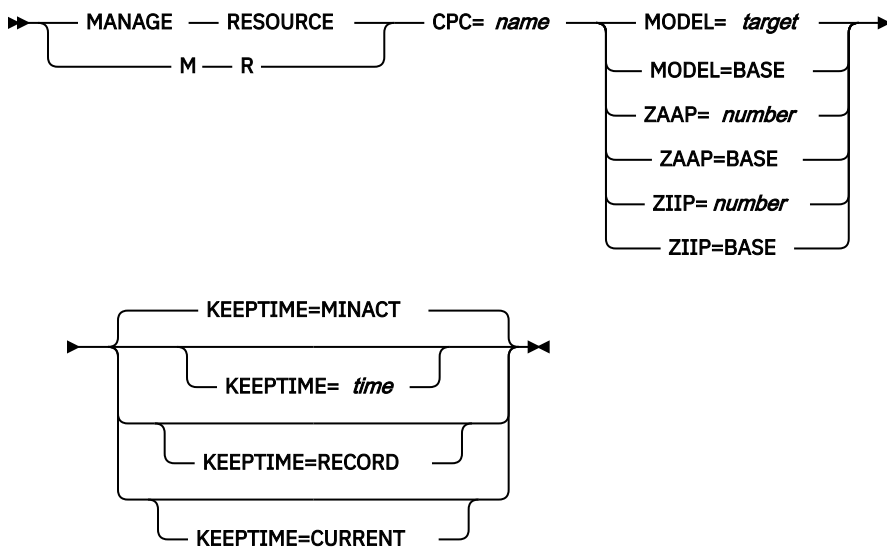 MANAGE RESOURCE CPC= name MODEL= target
M R MODEL=BASE
ZAAP= number
ZAAP=BASE
ZIIP= number
ZIIP=BASE
KEEPTIME=MINACT
KEEPTIME= time
KEEPTIME=RECORD
KEEPTIME=CURRENT